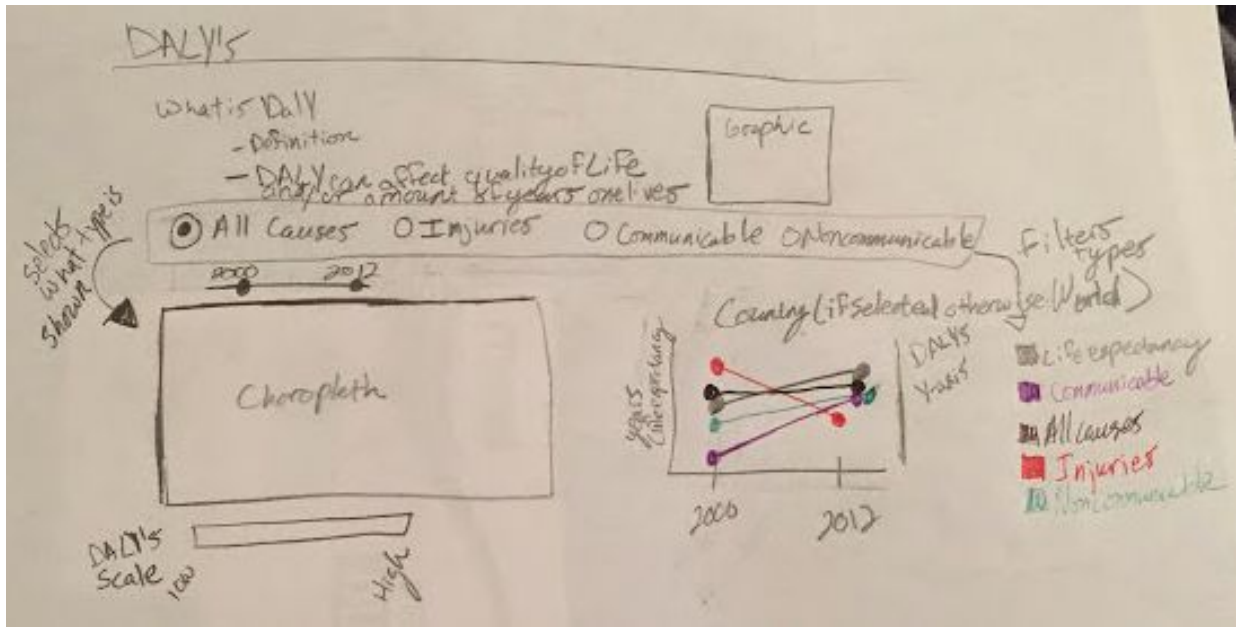 DALY's
What is DALY
- Definition
- DALY can affect quality of Life
and/or amount of years one lives
Graphic
All Causes Injuries Communicable Noncommunicable
Selects
what type is
shown
Filters
types
2000 2012
Choropleth
DALY's
Scale
low
High
Country (if selected otherwise World)
years
DALYS
Y-axis
2000 2012
Life expectancy
Communicable
All causes
Injuries
Noncommunicable